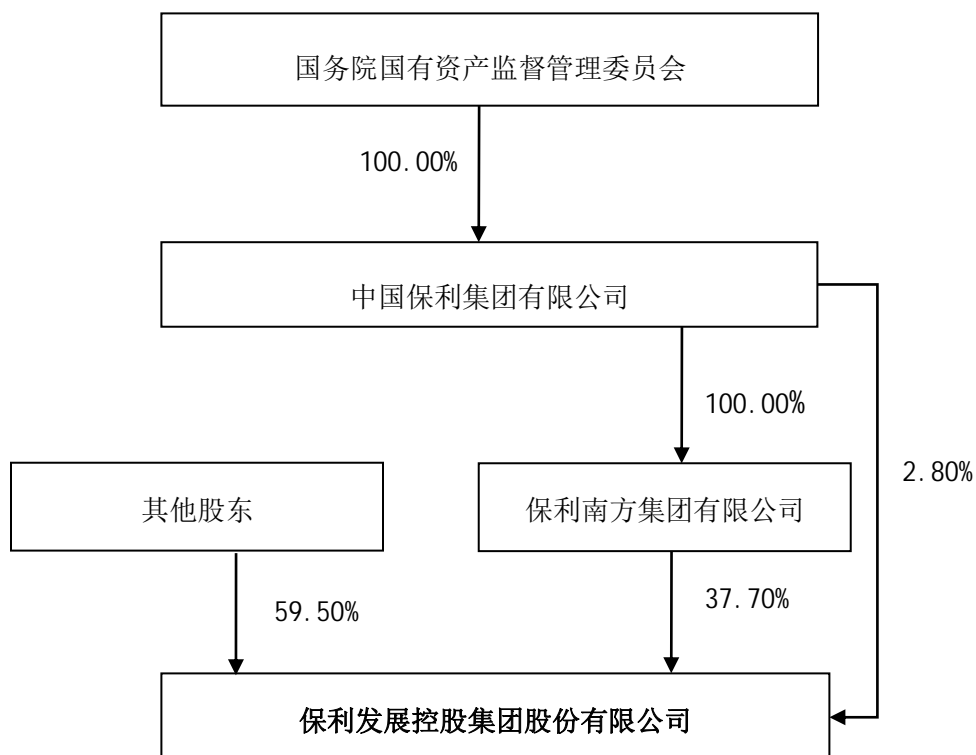 国务院国有资产监督管理委员会
100.00%
中国保利集团有限公司
100.00%
2.80%
其他股东
保利南方集团有限公司
59.50%
37.70%
保利发展控股集团股份有限公司